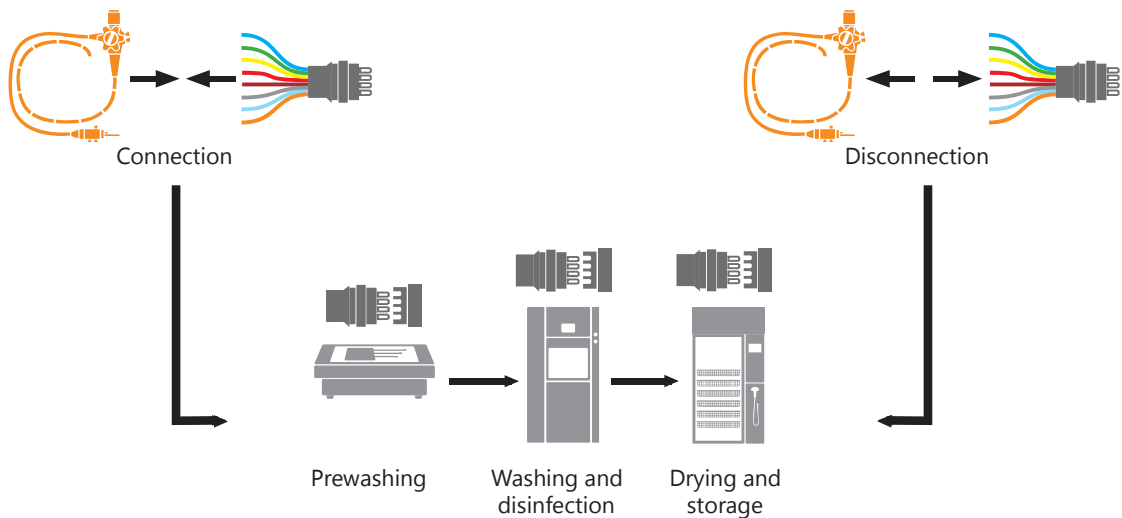 Connection
Disconnection
Prewashing
Washing and
disinfection
Drying and
storage